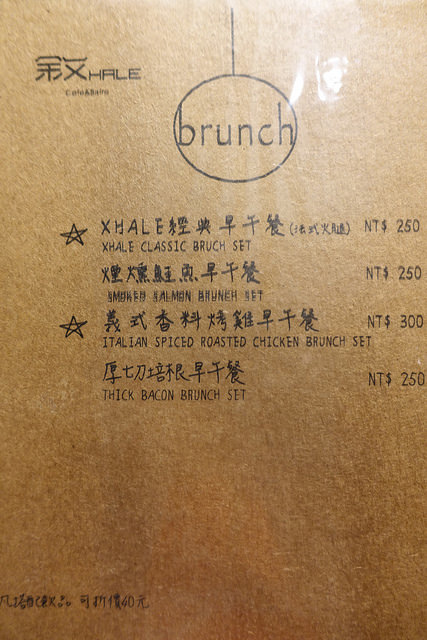 敘XHALE
Cafe&Bistro
brunch
XHALE經典早午餐(法式火腿) NT$ 250
XHALE CLASSIC BRUCH SET
煙燻鮭魚早午餐 NT$ 250
SMOKED SALMON BRUNCH SET
義式香料烤雞早午餐 NT$ 300
ITALIAN SPICED ROASTED CHICKEN BRUNCH SET
厚切培根早午餐 NT$ 250
THICK BACON BRUNCH SET
凡搭配飲品 可折價40元